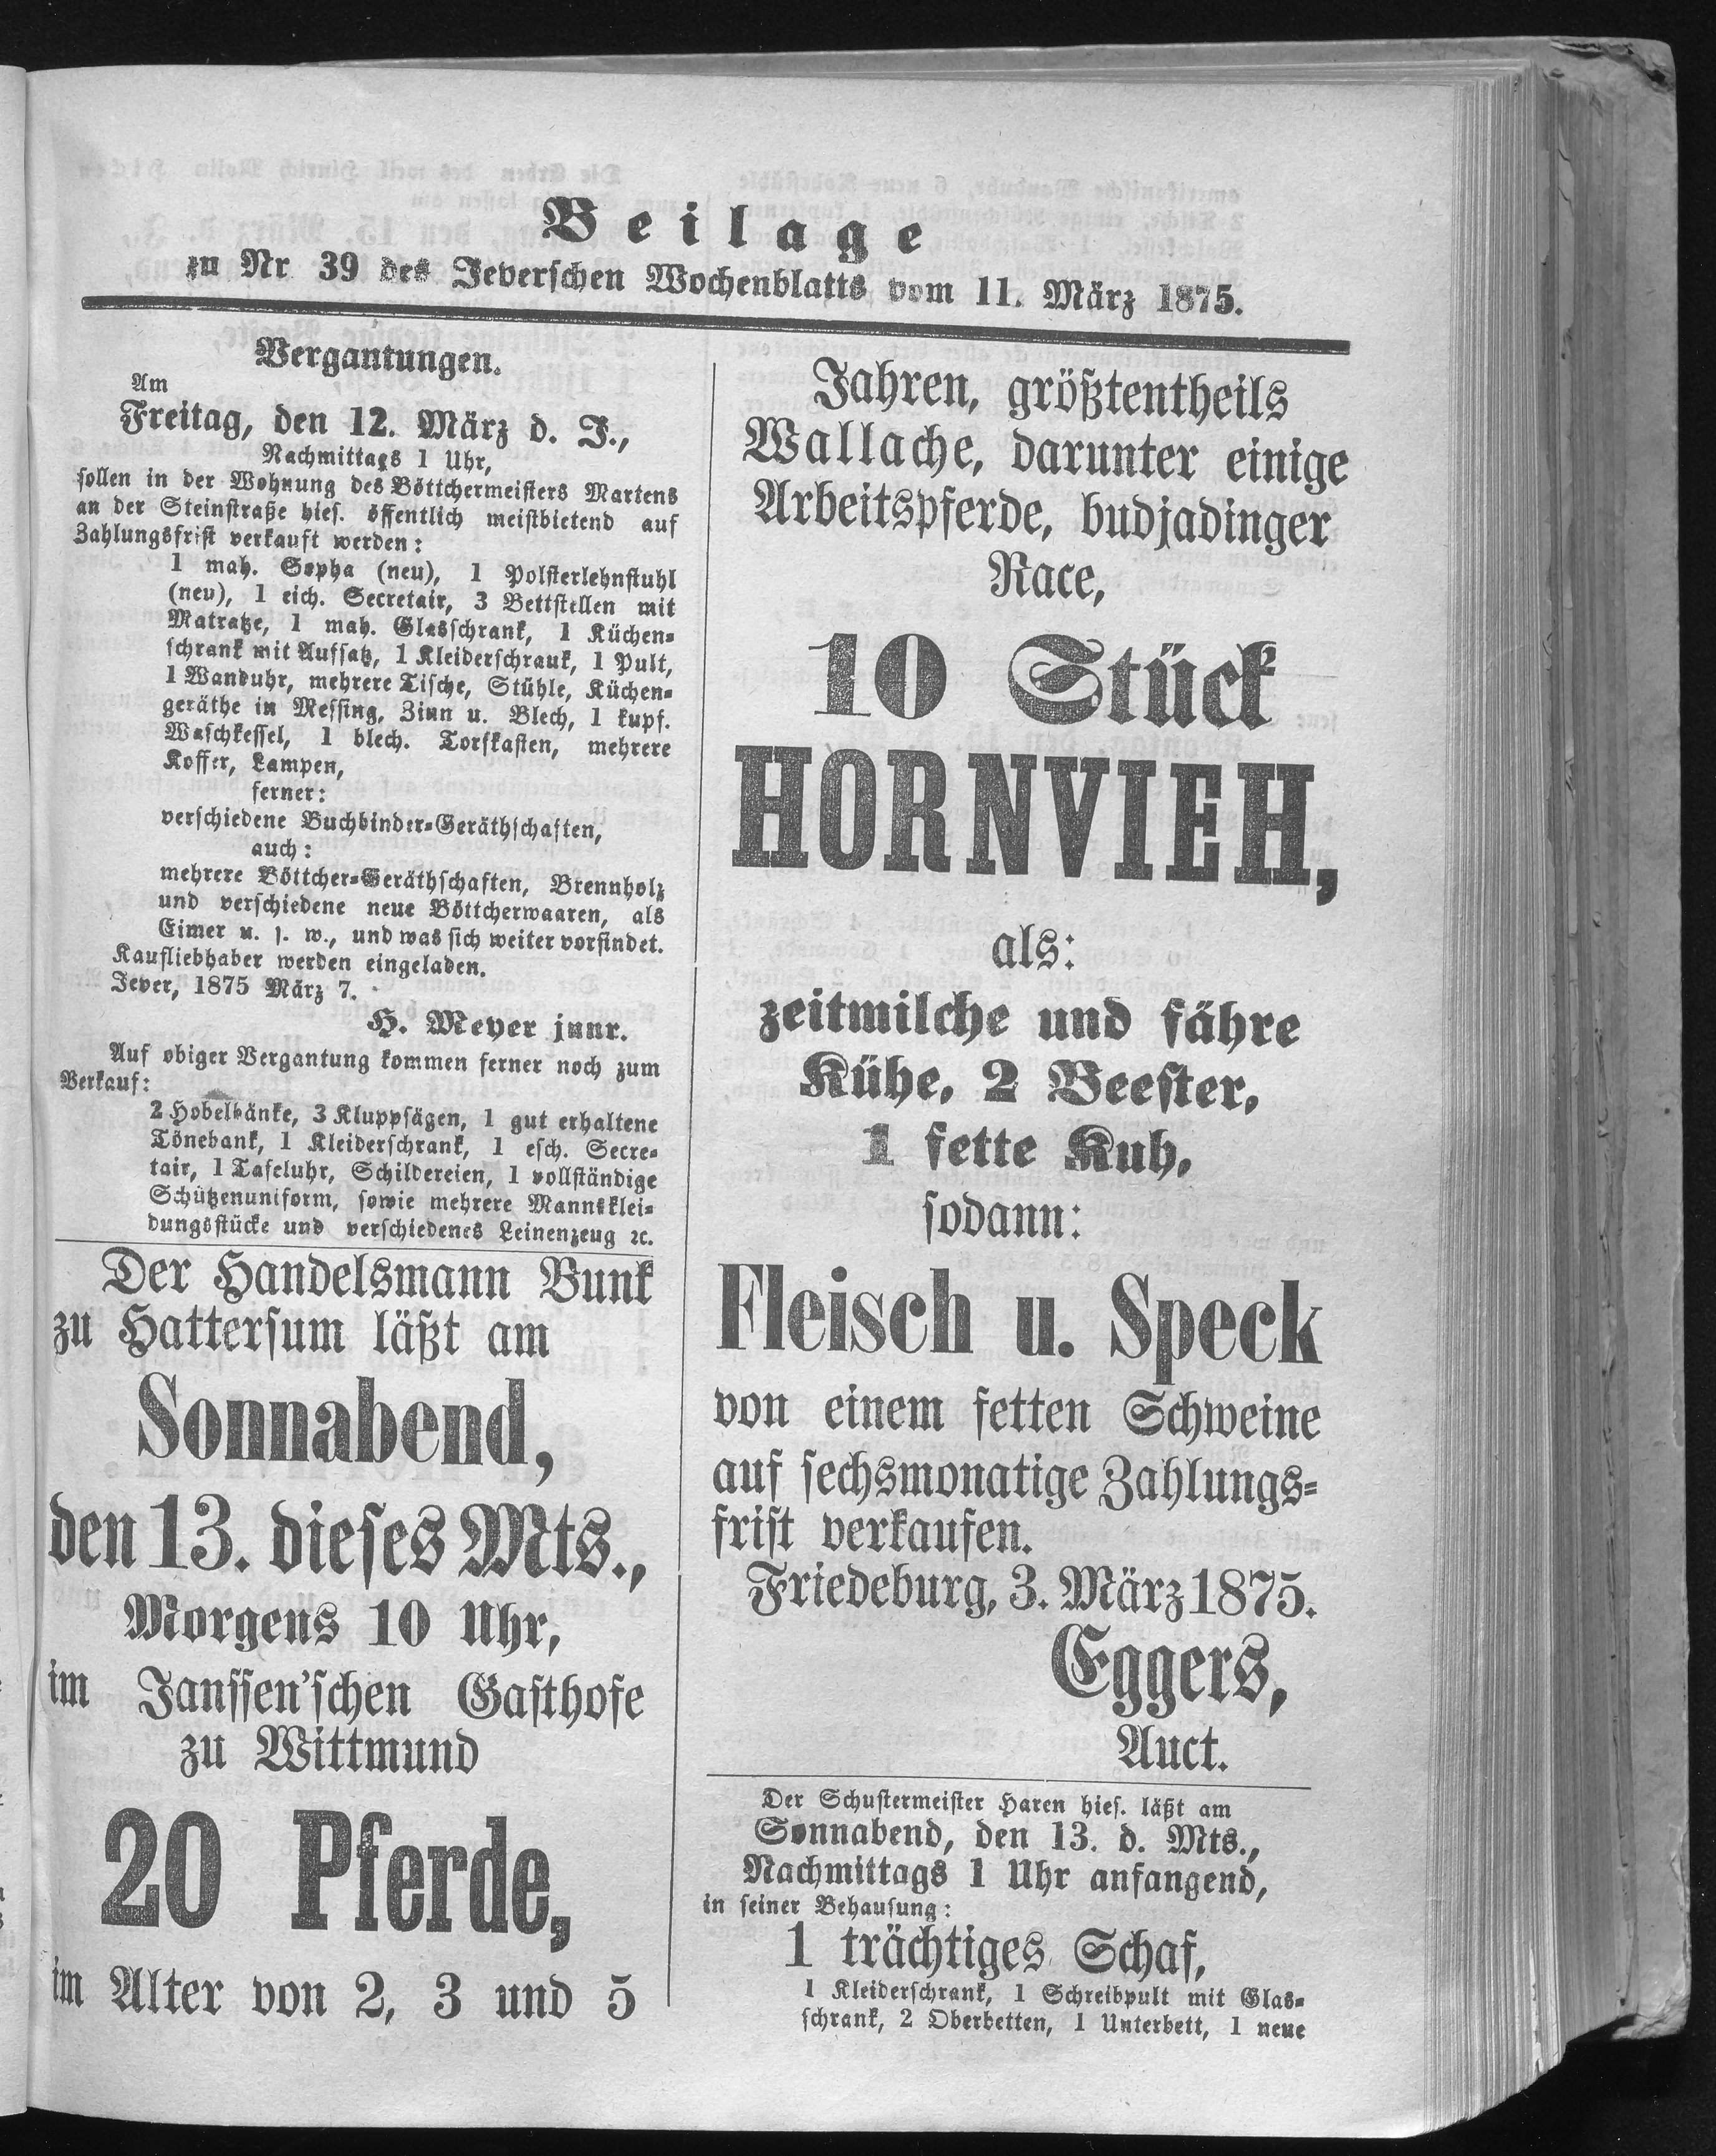 Beilage
zu Nr 39 des Jeverschen Wochenblatts vom 11. März 1875.
Vergantungen.
Am
Freitag, den 12. März d. J.,
Nachmittags 1 Uhr,
sollen in der Wohnung des Böttchermeisters Martens
an der Steinstraße hies. öffentlich meistbietend auf
Zahlungsfrist verkauft werden:
1 mah. Sopha (neu), 1 Polsterlehnstuhl
(neu), 1 eich. Secretair, 3 Bettstellen mit
Matratze, 1 mah. Glasschrank, 1 Küchen-
schrank mit Aufsatz, 1 Kleiderschrank, 1 Pult,
1 Wanduhr, mehrere Tische, Stühle, Küchen-
geräthe in Messing, Zinn u. Blech, 1 kupf.
Waschkessel, 1 blech. Torfkasten, mehrere
Koffer, Lampen,
ferner:
verschiedene Buchbinder-Geräthschaften,
auch:
mehrere Böttcher-Geräthschaften, Brennholz
und verschiedene neue Böttcherwaaren, als
Eimer u. s. w., und was sich weiter vorfindet.
Kaufliebhaber werden eingeladen.
Jever, 1875 März 7.
H. Meyer junr.
Auf obiger Vergantung kommen ferner noch zum
Verkauf:
2 Hobelbänke, 3 Kluppsägen, 1 gut erhaltene
Tönebank, 1 Kleiderschrank, 1 esch. Secre-
tair, 1 Tafeluhr, Schildereien, 1 vollständige
Schützenuniform, sowie mehrere Mannsklei-
dungsstücke und verschiedenes Leinenzeug ꝛc.
Der Handelsmann Bunk
zu Hattersum läßt am
Sonnabend,
den 13. dieses Mts.,
Morgens 10 Uhr,
im Janssen'schen Gasthofe
zu Wittmund
20 Pferde,
im Alter von 2, 3 und 5
Jahren, größtentheils
Wallache, darunter einige
Arbeitspferde, budjadinger
Race,
10 Stück
HORNVIEH,
als:
zeitmilche und fähre
Kühe, 2 Beester,
1 fette Kuh,
sodann:
Fleisch u. Speck
von einem fetten Schweine
auf sechsmonatige Zahlungs-
frist verkaufen.
Friedeburg, 3. März 1875.
Eggers,
Auct.
Der Schustermeister Haren hies. läßt am
Sonnabend, den 13. d. Mts.,
Nachmittags 1 Uhr anfangend,
in seiner Behausung:
1 trächtiges Schaf,
1 Kleiderschrank, 1 Schreibpult mit Glas-
schrank, 2 Oberbetten, 1 Unterbett, 1 neue